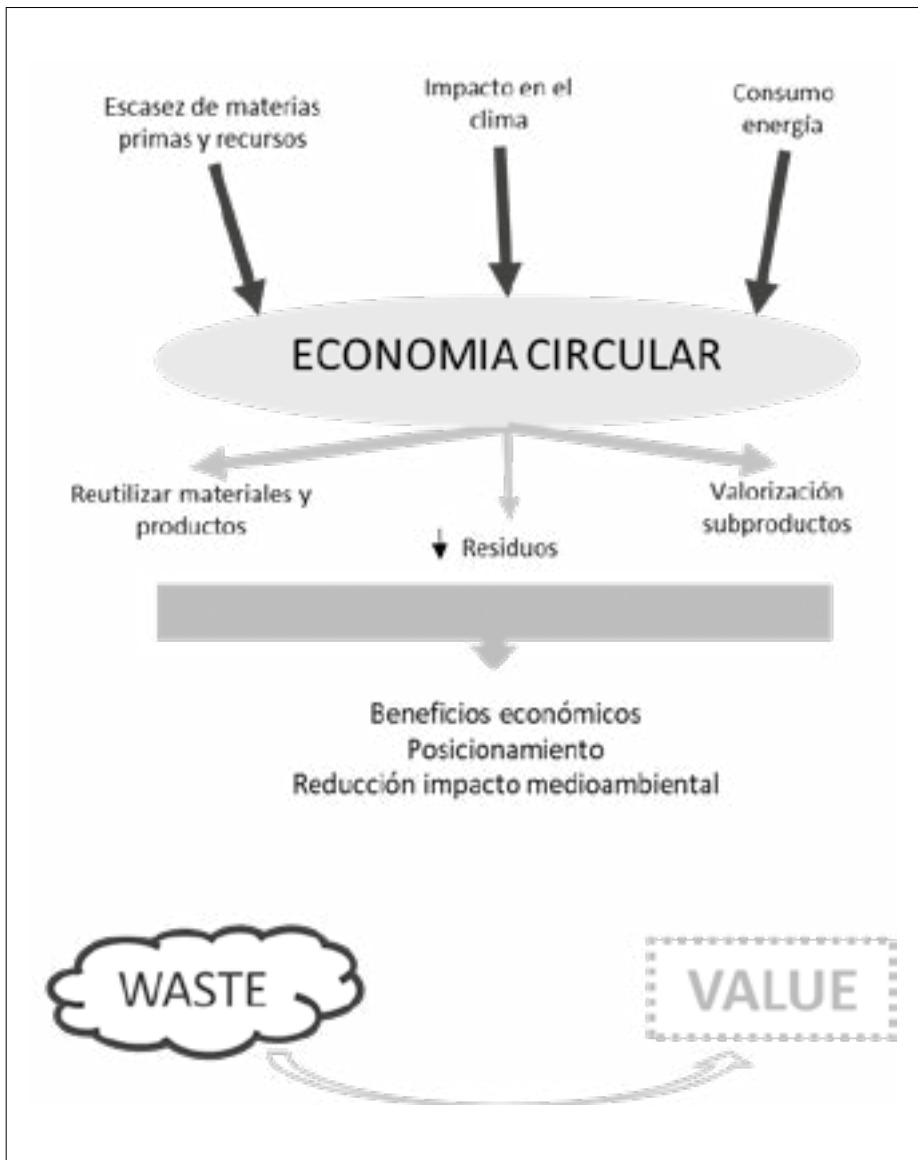 Escasez de materias
primas y recursos
Impacto en el
clima
Consumo
energía
ECONOMIA CIRCULAR
Reutilizar materiales y
productos
Residuos
Valorización
subproductos
Beneficios económicos
Posicionamiento
Reducción impacto medioambiental
WASTE
VALUE